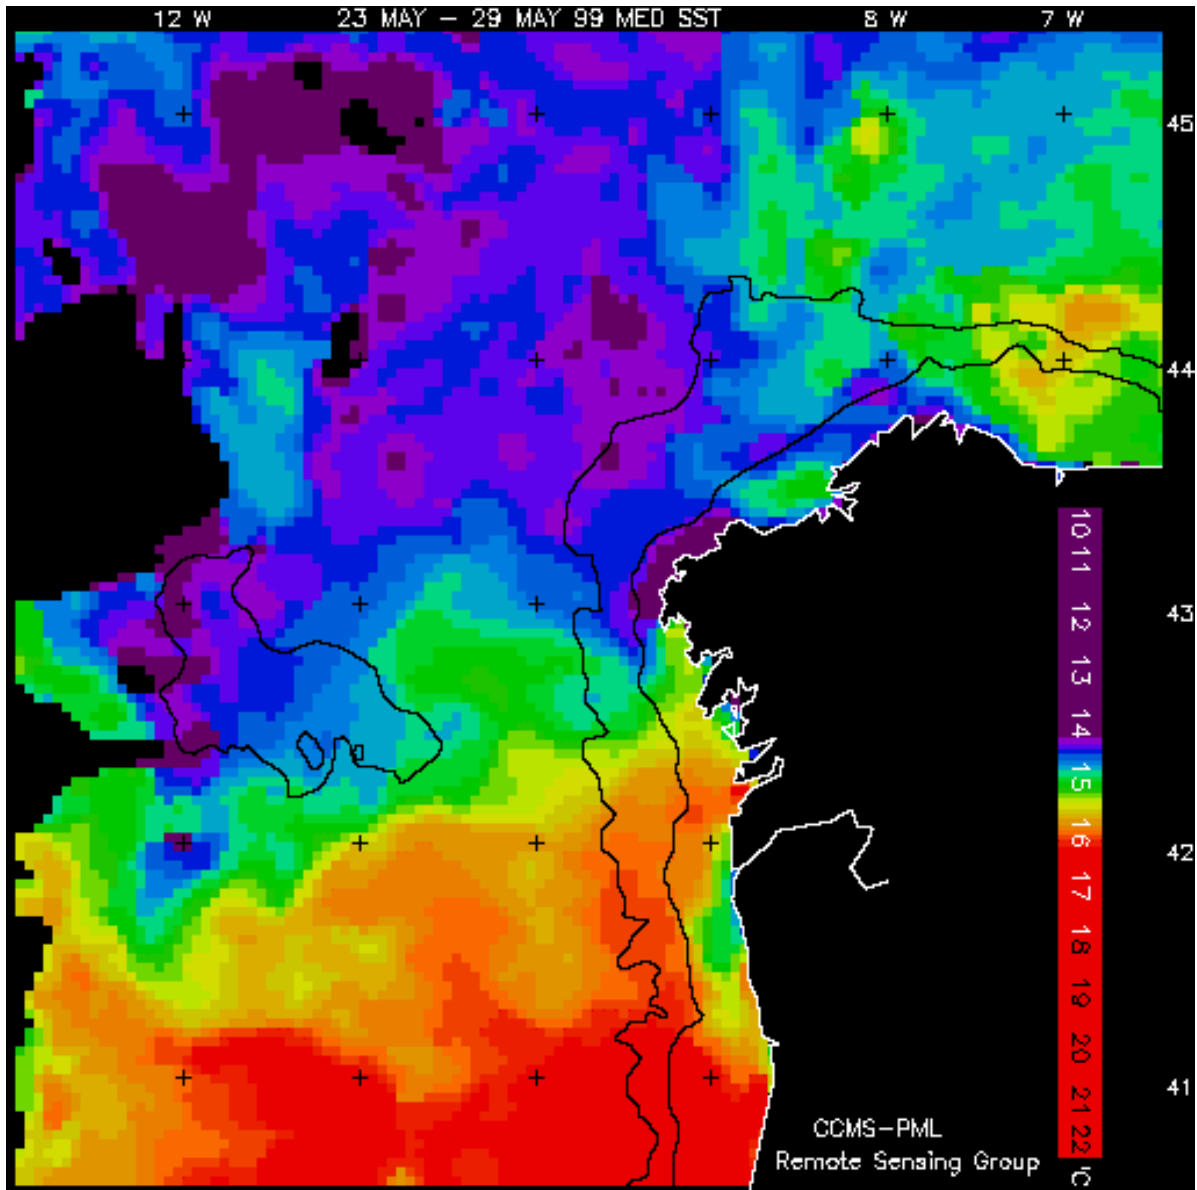 12 W 23 MAY - 29 MAY 99 MED SST 8 W 7 W
45
44
43
42
41
10 11 12 13 14 15 16 17 18 19 20 21 22 °C
CCMS-PML
Remote Sensing Group